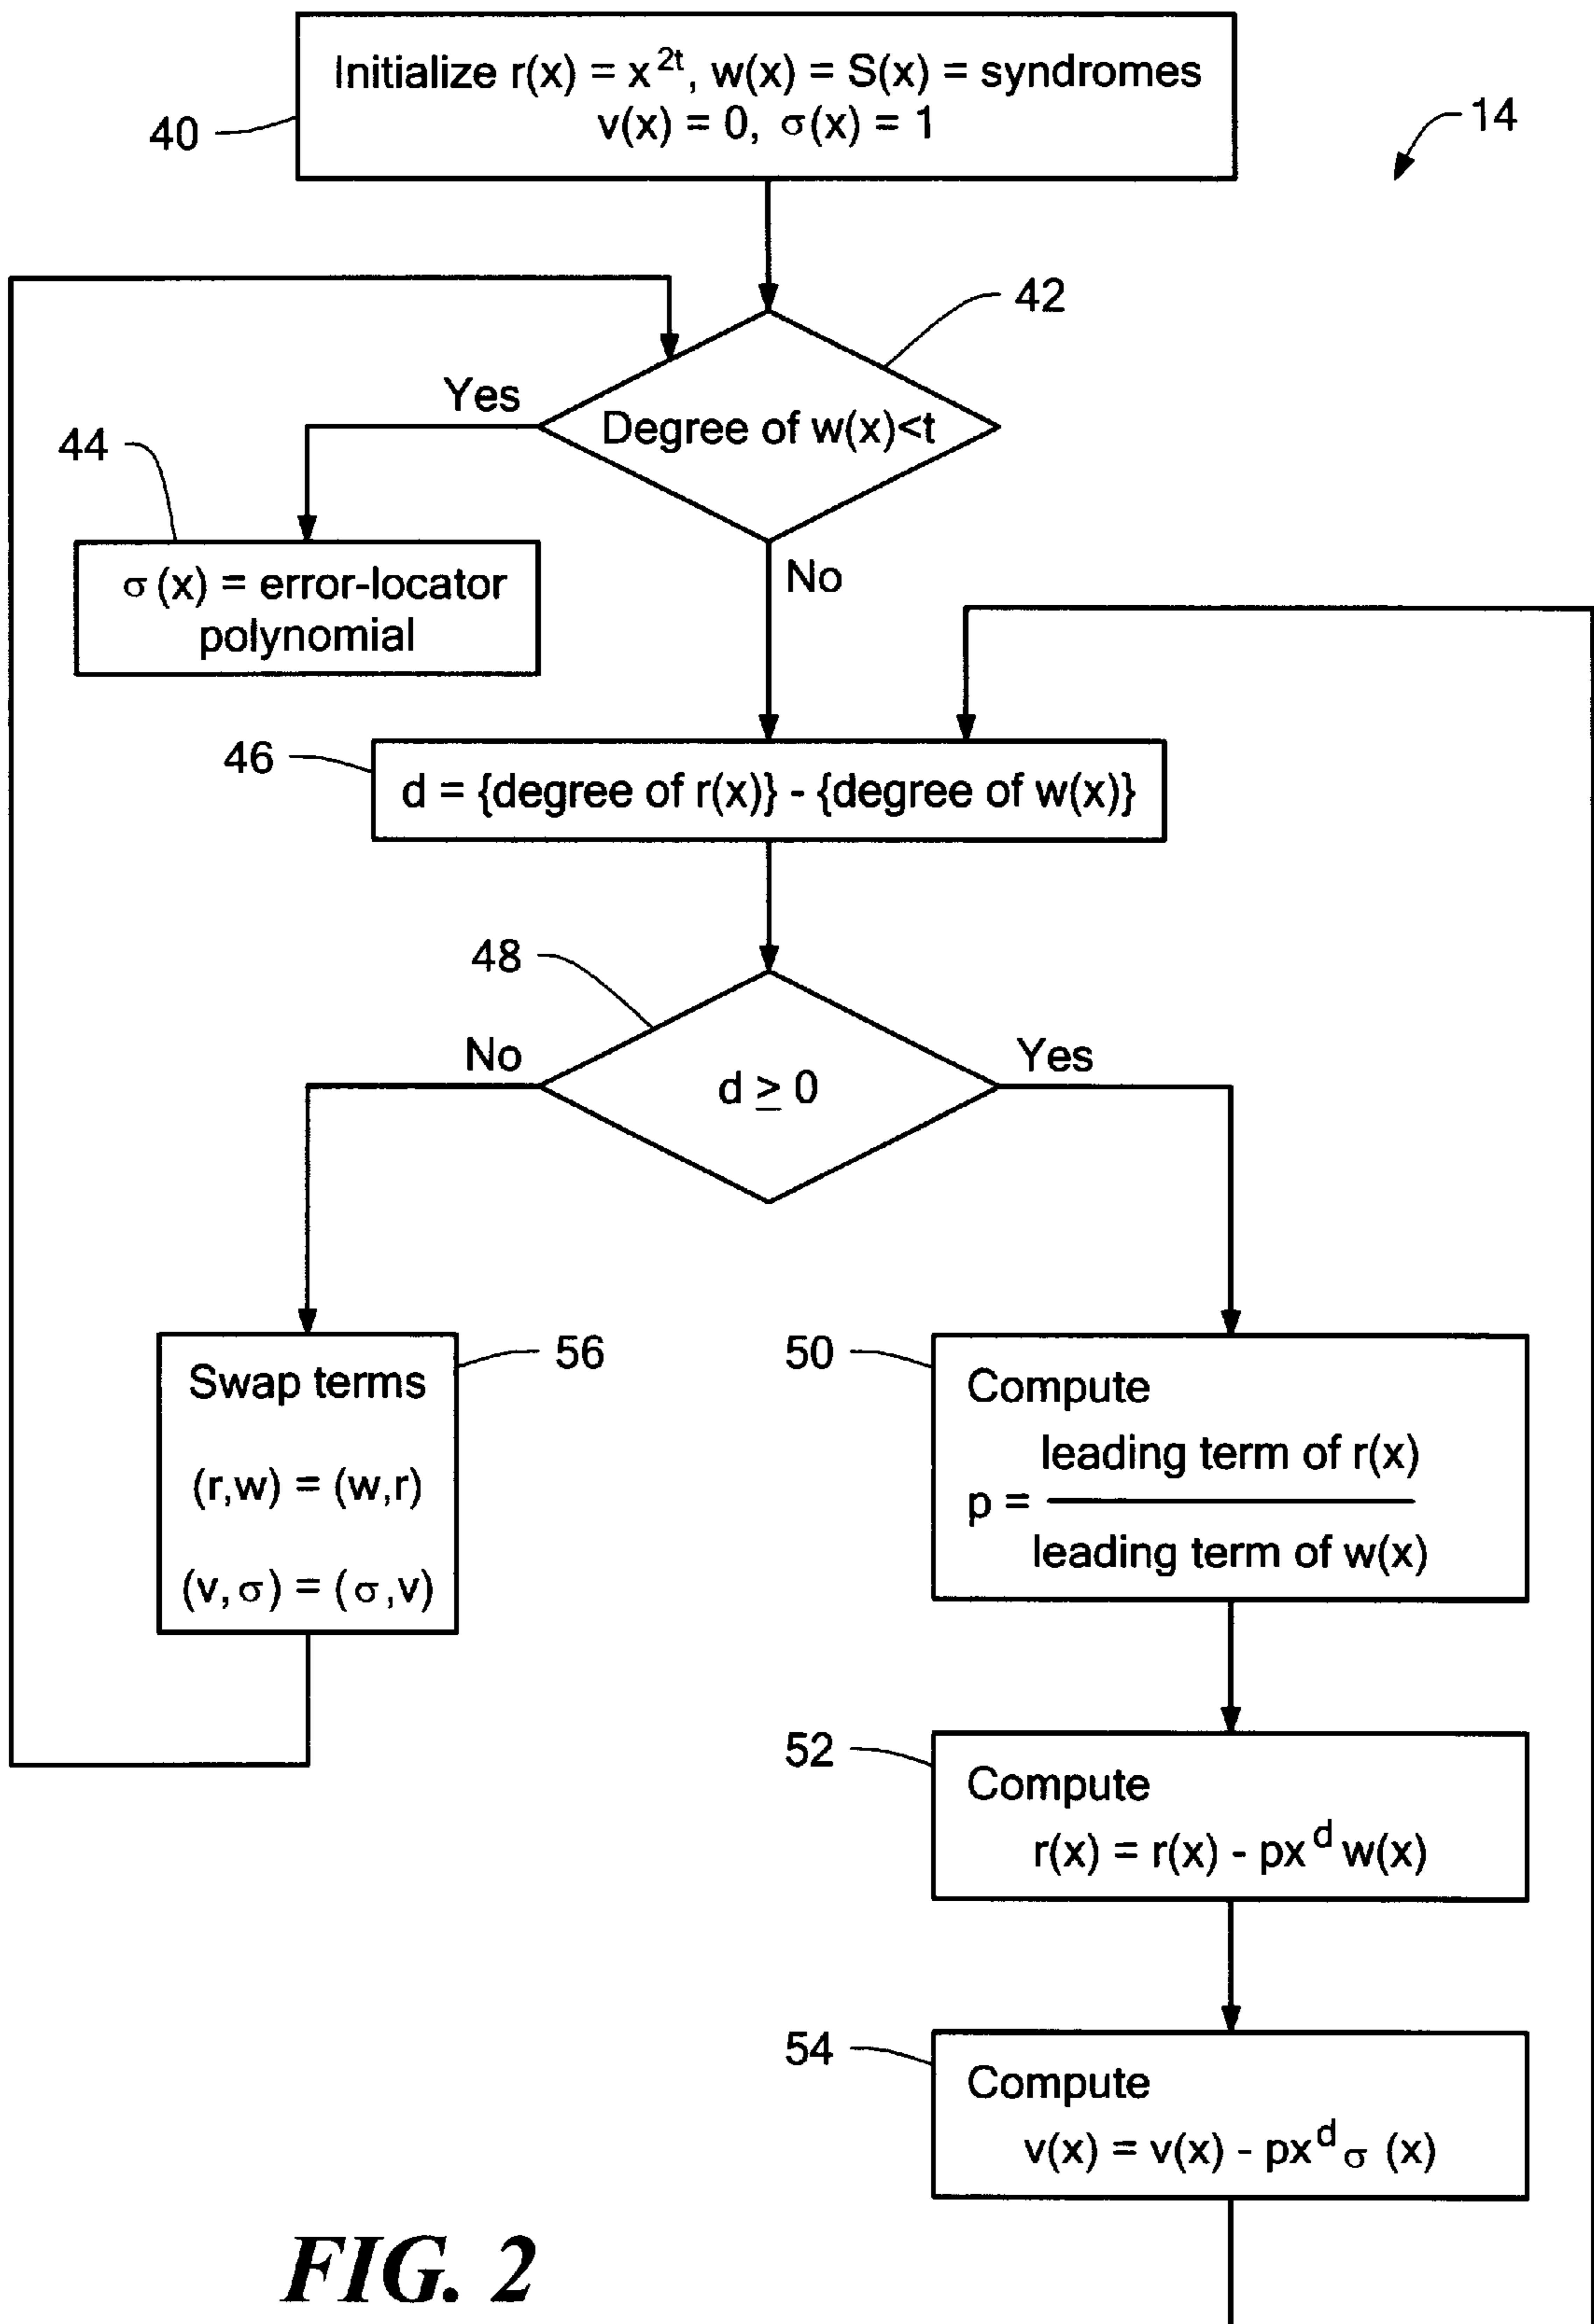 Initialize r(x) = x^2t, w(x) = S(x) = syndromes
v(x) = 0, σ(x) = 1
40
14
42
Yes
Degree of w(x)<t
44
σ (x) = error-locator
polynomial
No
46
d = {degree of r(x)} - {degree of w(x)}
48
No
Yes
d ≥ 0
56
Swap terms
(r,w) = (w,r)
(v,σ) = (σ,v)
50
Compute
leading term of r(x)
p =
leading term of w(x)
52
Compute
r(x) = r(x) - px^d w(x)
54
Compute
v(x) = v(x) - px^d σ (x)
FIG. 2